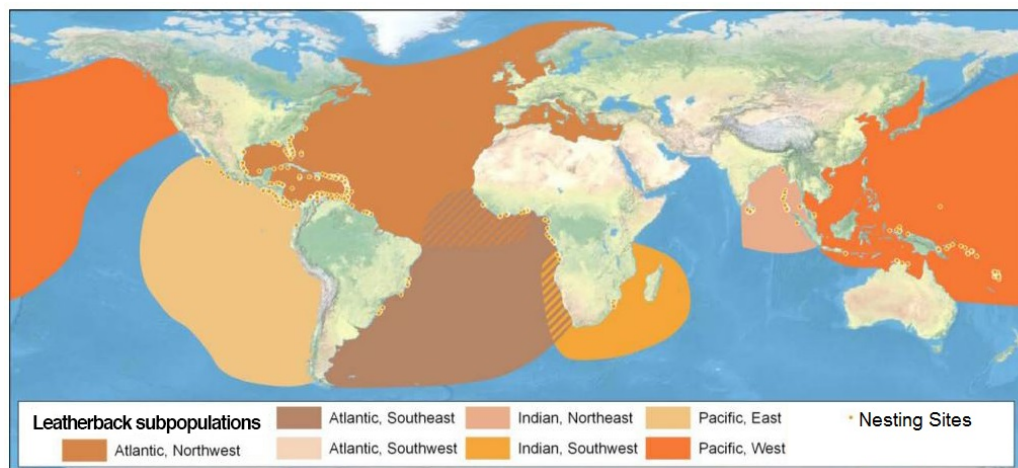 Leatherback subpopulations
Atlantic, Northwest
Atlantic, Southeast
Atlantic, Southwest
Indian, Northeast
Indian, Southwest
Pacific, East
Pacific, West
Nesting Sites